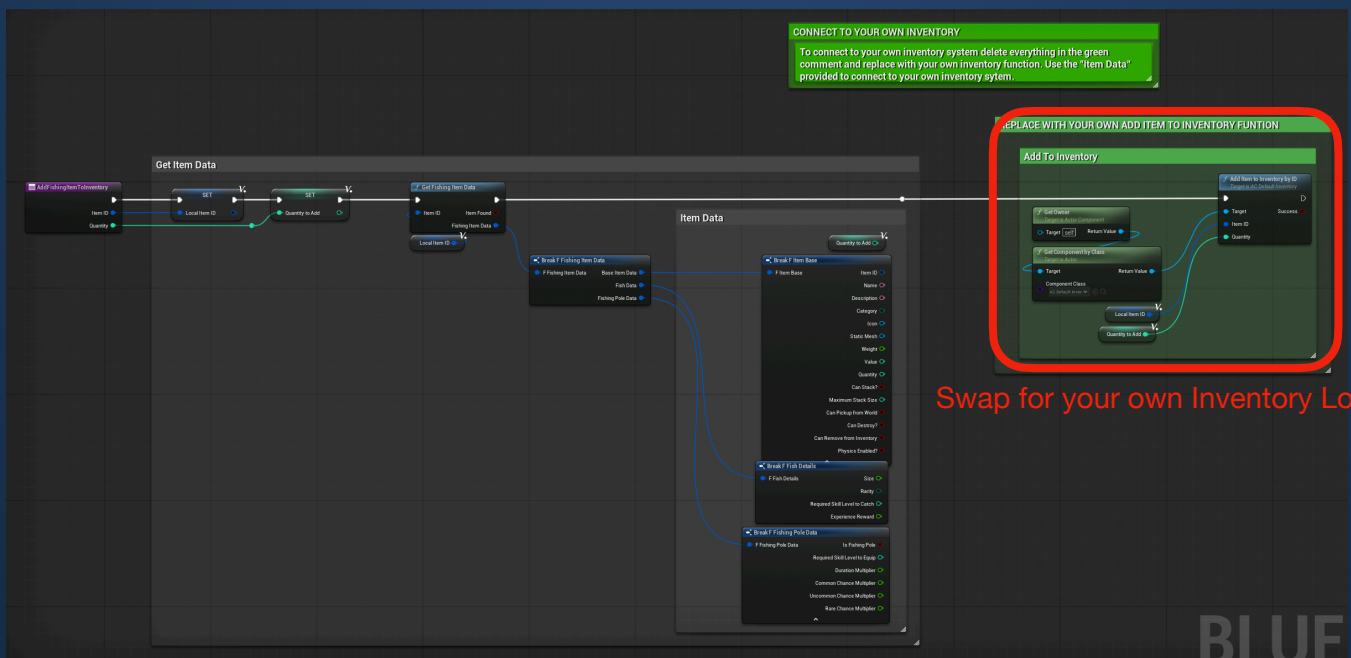 CONNECT TO YOUR OWN INVENTORY
To connect to your own inventory system delete everything in the green
comment and replace with your own inventory function. Use the "Item Data"
provided to connect to your own inventory sytem.
REPLACE WITH YOUR OWN ADD ITEM TO INVENTORY FUNTION
Add To Inventory
Get Item Data
AddFishingItemToInventory
Item ID
Quantity
SET
Local Item ID
SET
Quantity to Add
Get Fishing Item Data
Item ID
Item Found
Fishing Item Data
Local Item ID
Break F Fishing Item Data
F Fishing Item Data
Base Item Data
Fish Data
Fishing Pole Data
Item Data
Quantity to Add
Break F Item Base
F Item Base
Item ID
Name
Description
Category
Icon
Static Mesh
Weight
Value
Quantity
Can Stack?
Maximum Stack Size
Can Pickup from World
Can Destroy?
Can Remove from Inventory
Physics Enabled?
Break F Fish Details
F Fish Details
Size
Rarity
Required Skill Level to Catch
Experience Reward
Break F Fishing Pole Data
F Fishing Pole Data
Is Fishing Pole
Required Skill Level to Equip
Duration Multiplier
Common Chance Multiplier
Uncommon Chance Multiplier
Rare Chance Multiplier
Get Owner
Target is Actor Component
Target self
Return Value
Get Component by Class
Target is Actor
Target
Return Value
Component Class
Local Item ID
Quantity to Add
Add Item to Inventory by ID
Target is AC Default Inventory
Target
Success
Item ID
Quantity
Swap for your own Inventory Lo
BLUE